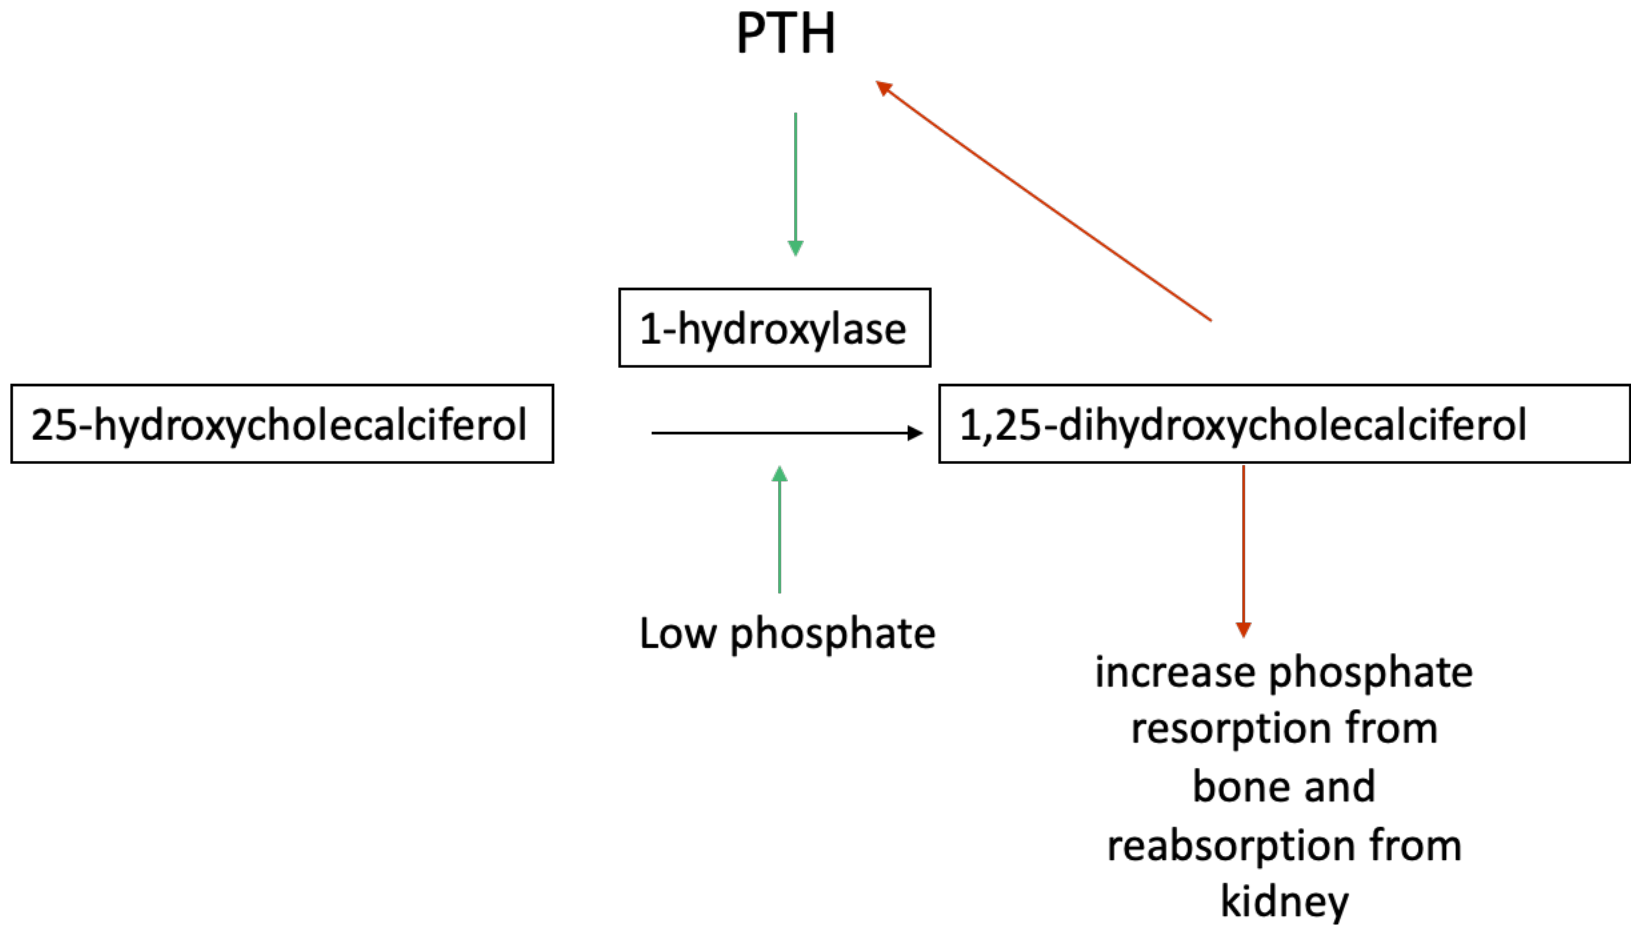 PTH
1-hydroxylase
25-hydroxycholecalciferol
1,25-dihydroxycholecalciferol
Low phosphate
increase phosphate
resorption from
bone and
reabsorption from
kidney